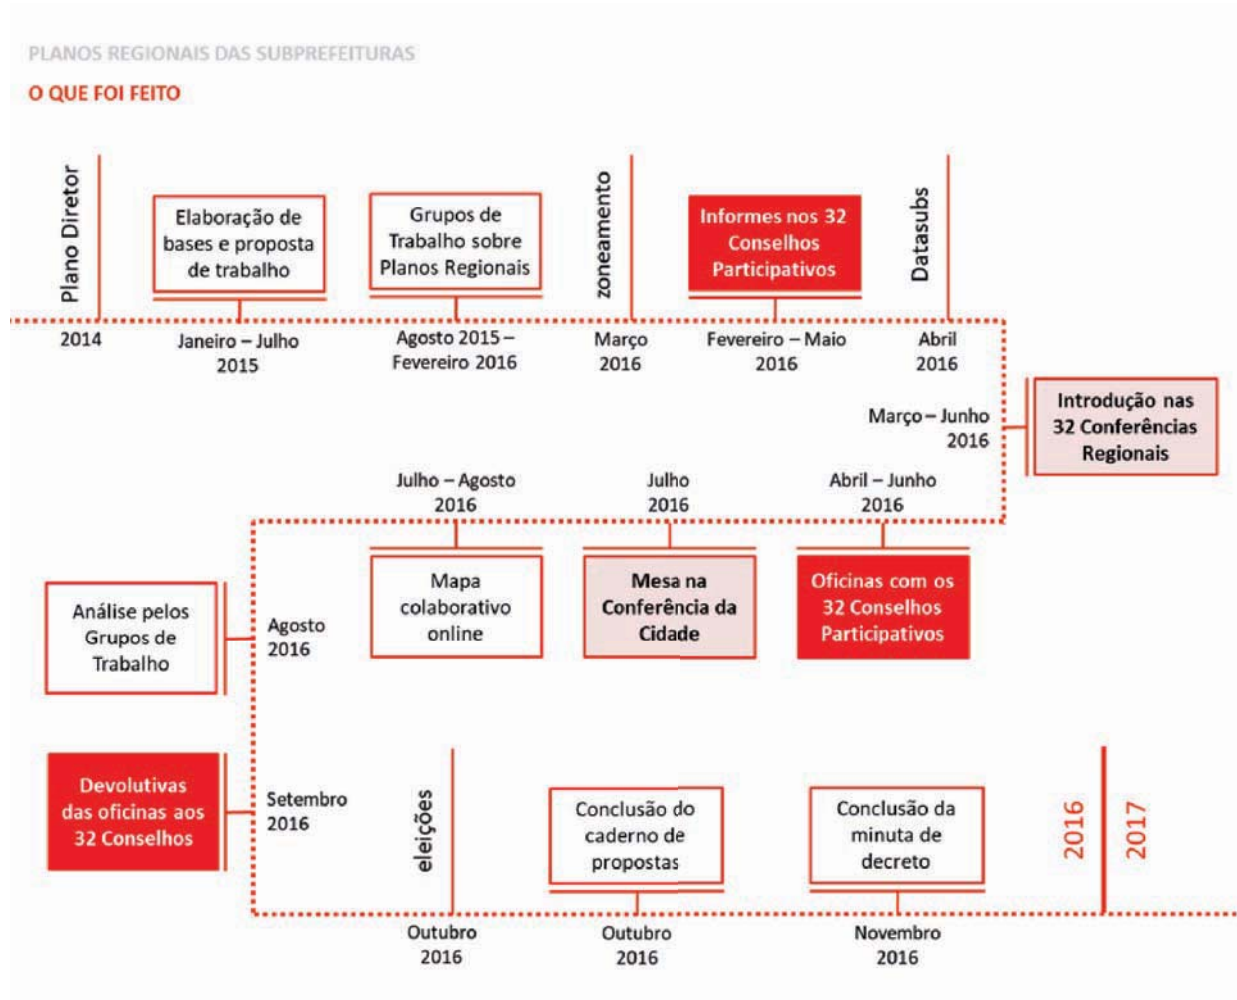 PLANOS REGIONAIS DAS SUBPREFEITURAS
O QUE FOI FEITO
Plano Diretor
2014
Elaboração de
bases e proposta
de trabalho
Janeiro – Julho
2015
Grupos de
Trabalho sobre
Planos Regionais
Agosto 2015 –
Fevereiro 2016
zoneamento
Março
2016
Informes nos 32
Conselhos
Participativos
Fevereiro – Maio
2016
Datasubs
Abril
2016
Março – Junho
2016
Introdução nas
32 Conferências
Regionais
Abril – Junho
2016
Oficinas com os
32 Conselhos
Participativos
Julho
2016
Mesa na
Conferência da
Cidade
Julho – Agosto
2016
Mapa
colaborativo
online
Análise pelos
Grupos de
Trabalho
Agosto
2016
Devolutivas
das oficinas aos
32 Conselhos
Setembro
2016
eleições
Outubro
2016
Conclusão do
caderno de
propostas
Outubro
2016
Conclusão da
minuta de
decreto
Novembro
2016
2016
2017